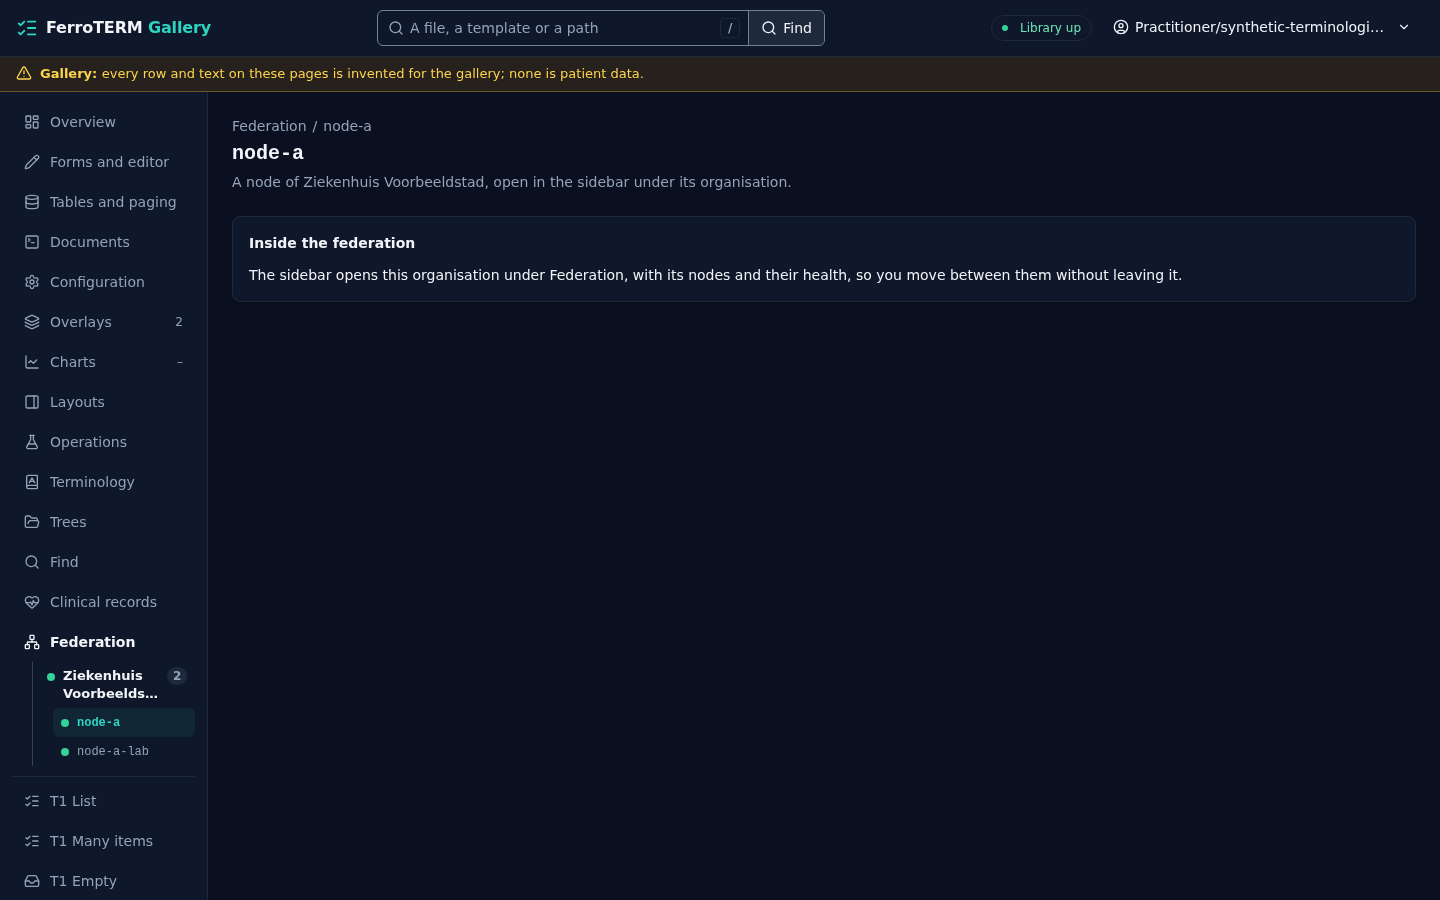 FerroTERM Gallery
A file, a template or a path
/
Find
Library up
Practitioner/synthetic-terminologi...
Gallery: every row and text on these pages is invented for the gallery; none is patient data.
Overview
Forms and editor
Tables and paging
Documents
Configuration
Overlays 2
Charts –
Layouts
Operations
Terminology
Trees
Find
Clinical records
Federation
Ziekenhuis 2
Voorbeelds...
node-a
node-a-lab
T1 List
T1 Many items
T1 Empty
Federation / node-a
node-a
A node of Ziekenhuis Voorbeeldstad, open in the sidebar under its organisation.
Inside the federation
The sidebar opens this organisation under Federation, with its nodes and their health, so you move between them without leaving it.